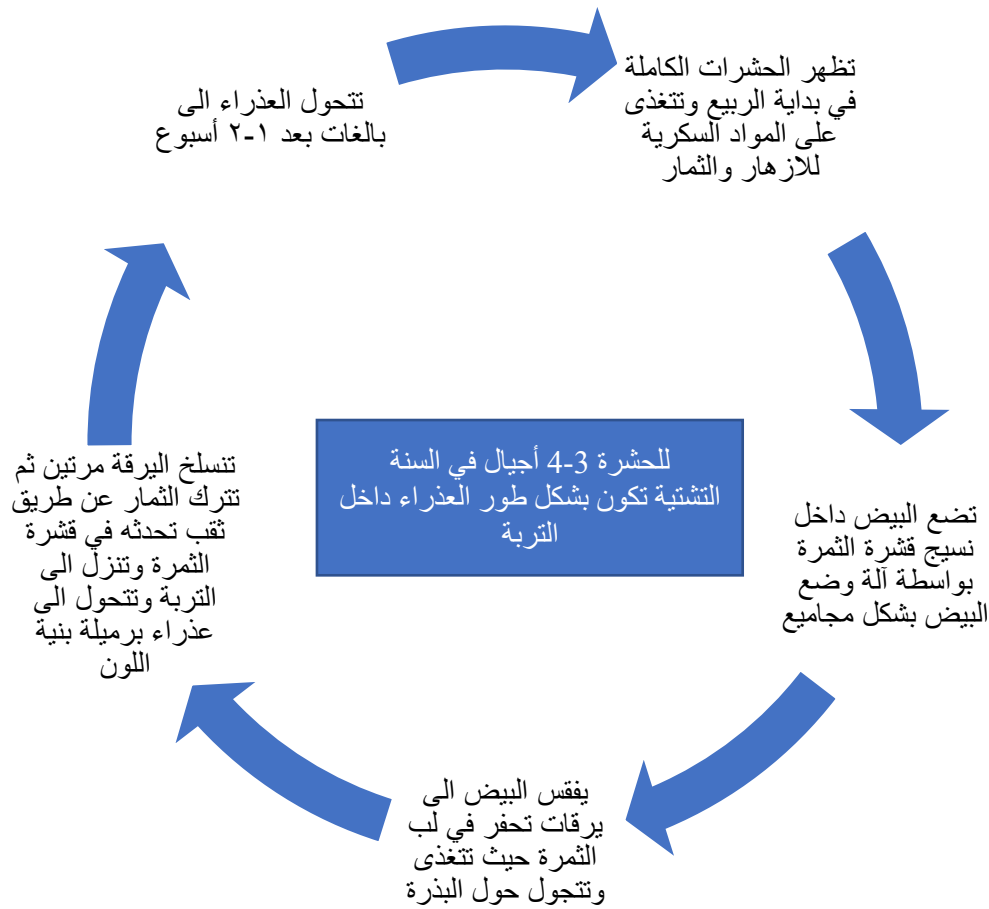 تظهر الحشرات الكاملة
في بداية الربيع وتتغذى
على المواد السكرية
للازهار والثمار
تضع البيض داخل
نسيج قشرة الثمرة
بواسطة آلة وضع
البيض بشكل مجاميع
يفقس البيض الى
يرقات تحفر في لب
الثمرة حيث تتغذى
وتتجول حول البذرة
تنسلخ اليرقة مرتين ثم
تترك الثمار عن طريق
ثقب تحدثه في قشرة
الثمرة وتنزل الى
التربة وتتحول الى
عذراء برميلة بنية
اللون
تتحول العذراء الى
بالغات بعد ١-٢ أسبوع
للحشرة 3-4 أجيال في السنة
التشتية تكون بشكل طور العذراء داخل
التربة